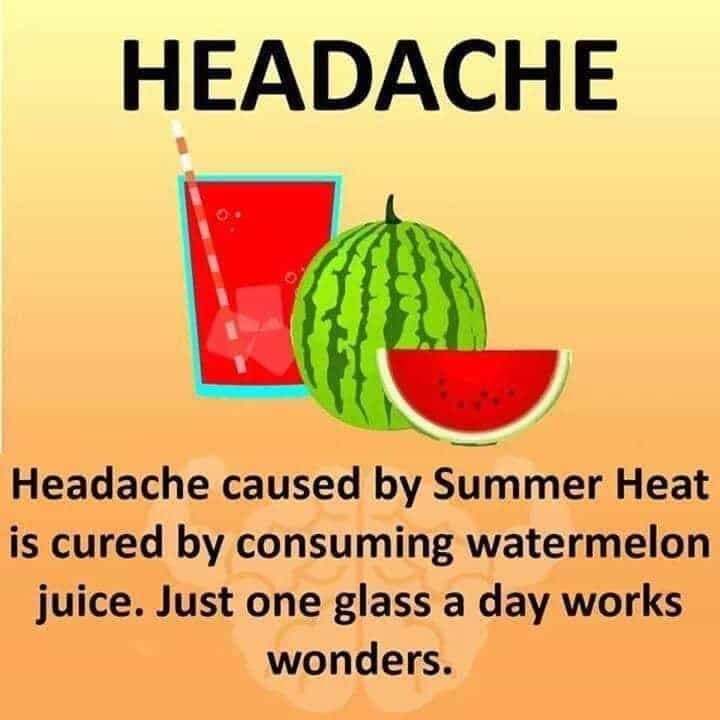 HEADACHE
Headache caused by Summer Heat
is cured by consuming watermelon
juice. Just one glass a day works
wonders.